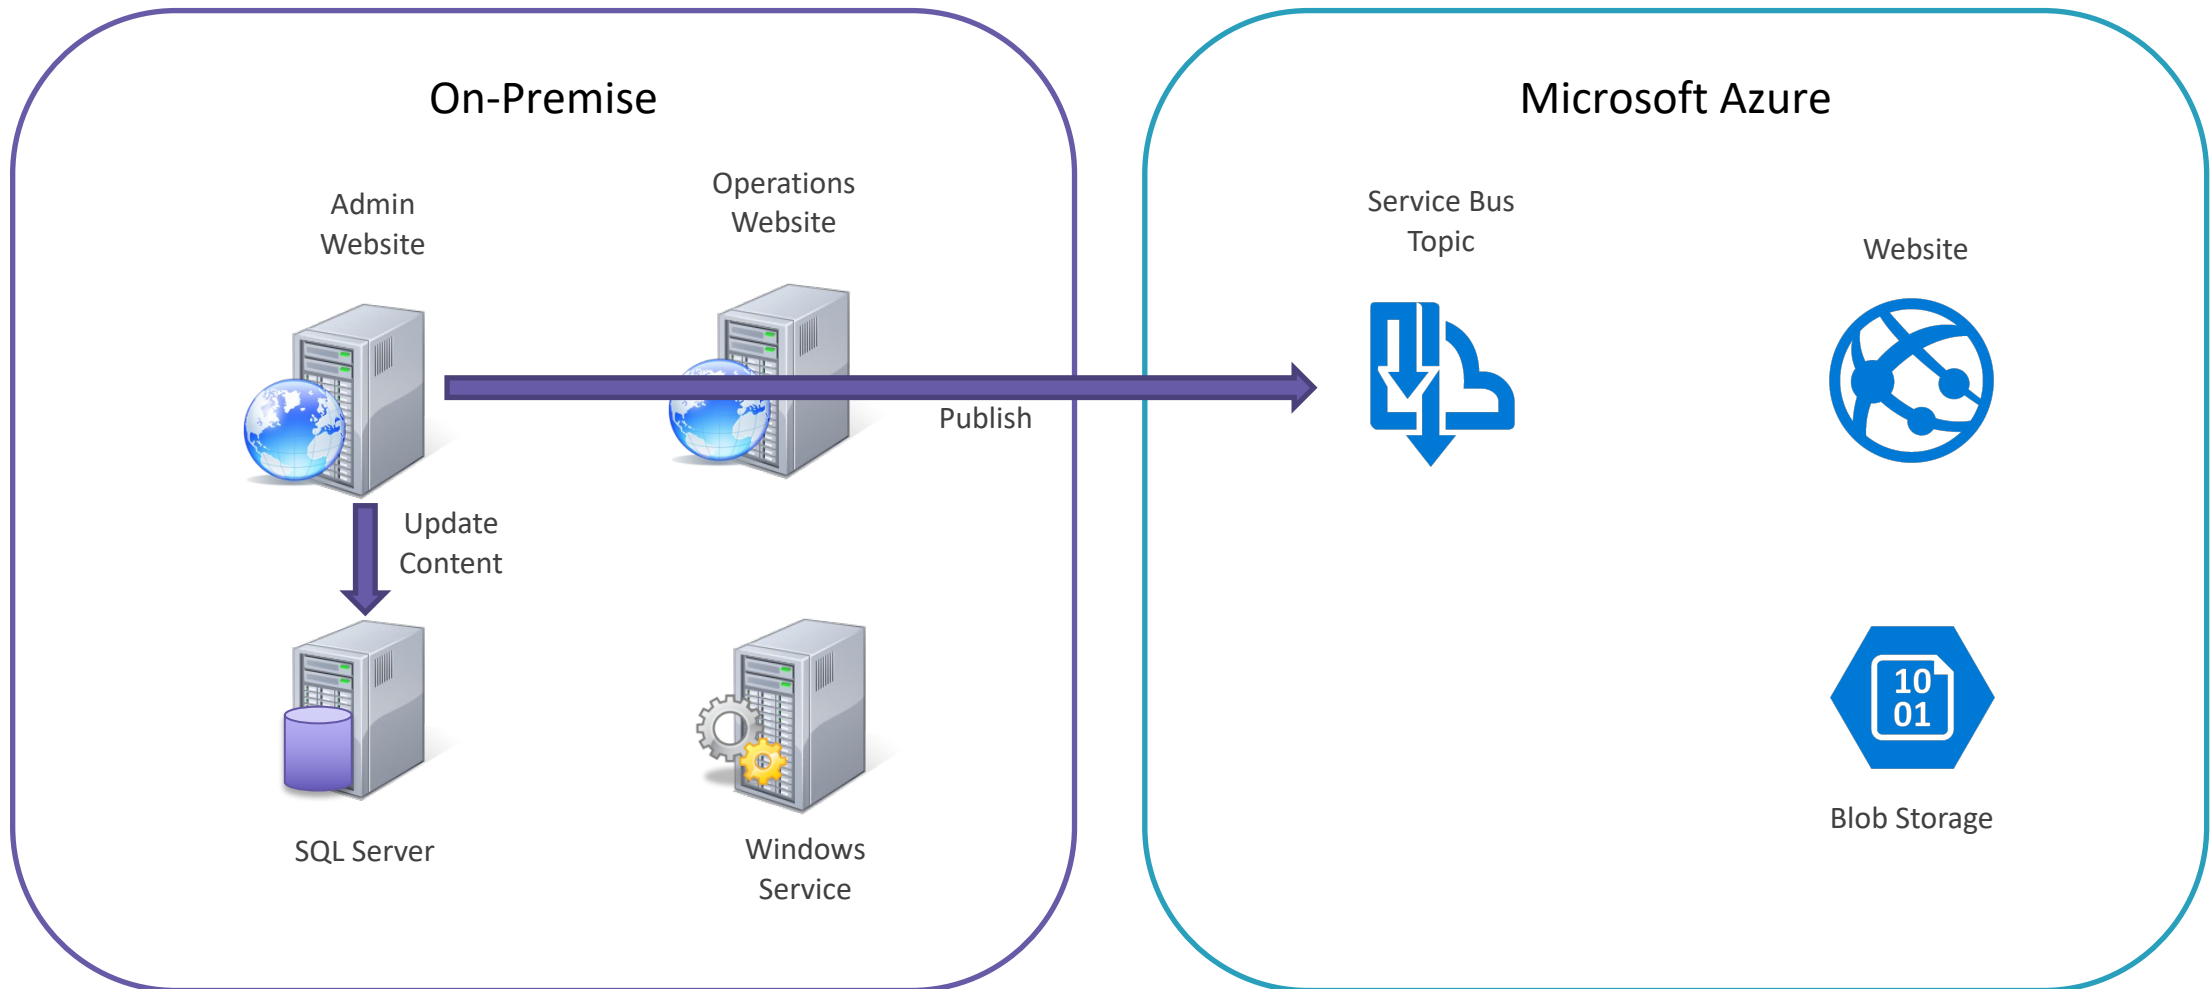 On-Premise
Microsoft Azure
Admin
Website
Operations
Website
Service Bus
Topic
Website
Publish
Update
Content
10
01
SQL Server
Windows
Service
Blob Storage